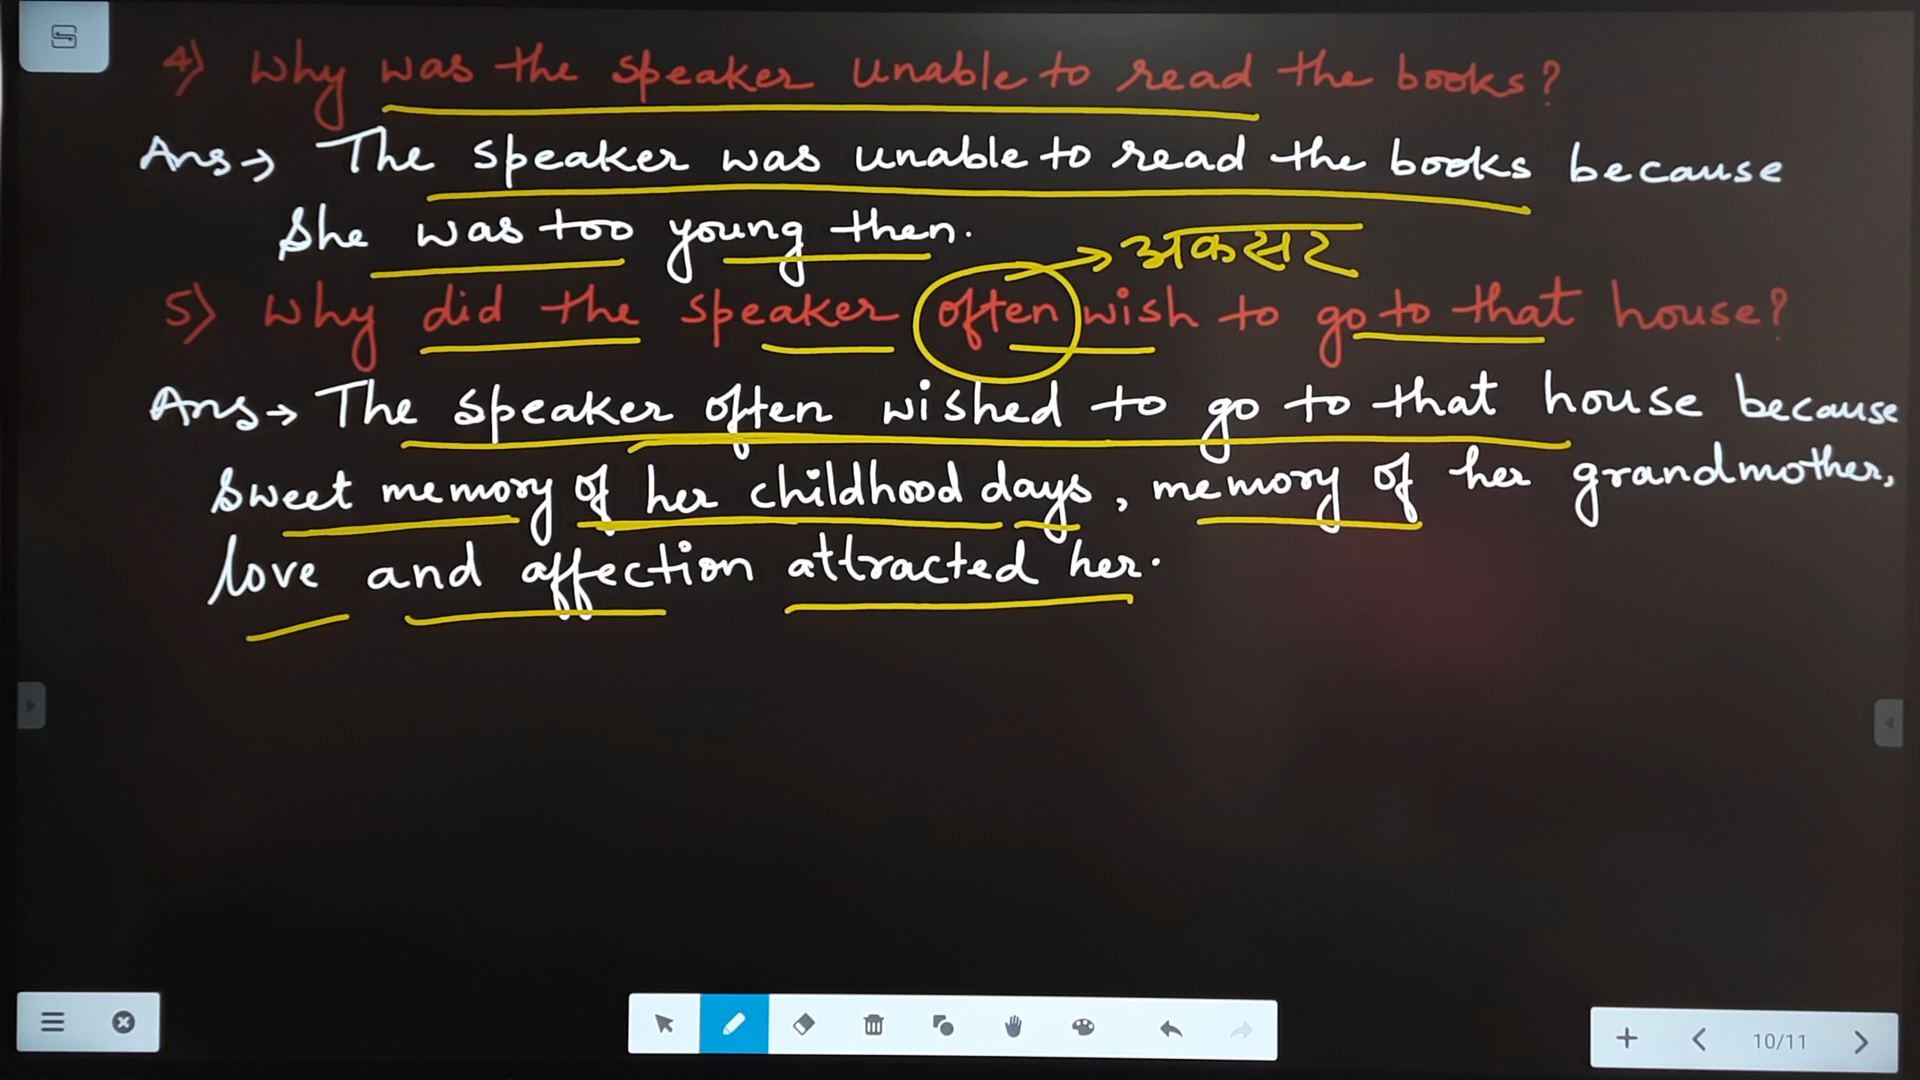 4) Why was the speaker unable to read the books?
Ans→ The speaker was unable to read the books because
She was too young then.
अकसर
5) Why did the speaker often wish to go to that house?
Ans→ The speaker often wished to go to that house because
Sweet memory of her childhood days, memory of her grandmother,
love and affection attracted her.
10/11